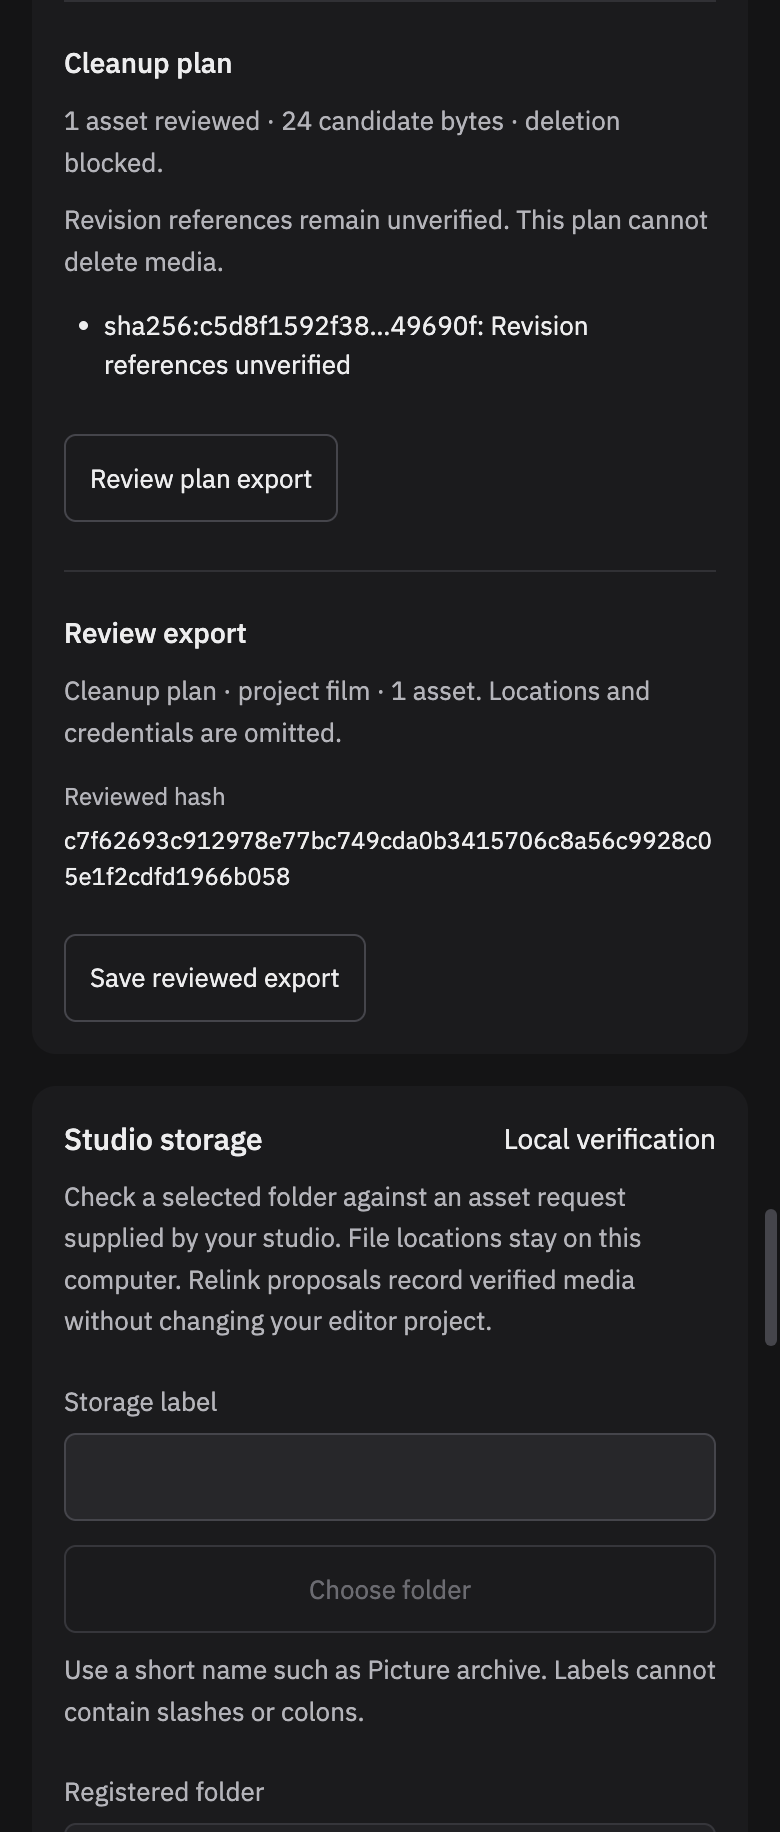 Cleanup plan
1 asset reviewed · 24 candidate bytes · deletion
blocked.
Revision references remain unverified. This plan cannot
delete media.
• sha256:c5d8f1592f38…49690f: Revision
references unverified
Review plan export
Review export
Cleanup plan · project film · 1 asset. Locations and
credentials are omitted.
Reviewed hash
c7f62693c912978e77bc749cda0b3415706c8a56c9928c0
5e1f2cdfd1966b058
Save reviewed export
Studio storage
Local verification
Check a selected folder against an asset request
supplied by your studio. File locations stay on this
computer. Relink proposals record verified media
without changing your editor project.
Storage label
Choose folder
Use a short name such as Picture archive. Labels cannot
contain slashes or colons.
Registered folder